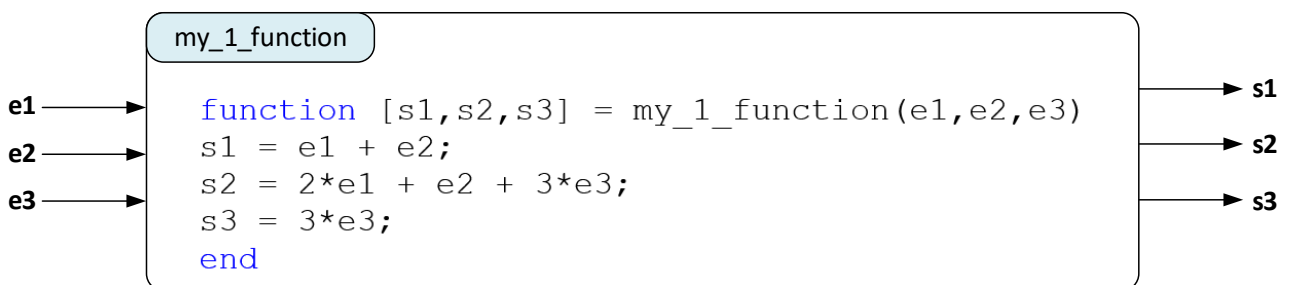 my_1_function
e1
e2
e3
function [s1,s2,s3] = my_1_function(e1,e2,e3)
s1 = e1 + e2;
s2 = 2*e1 + e2 + 3*e3;
s3 = 3*e3;
end
s1
s2
s3